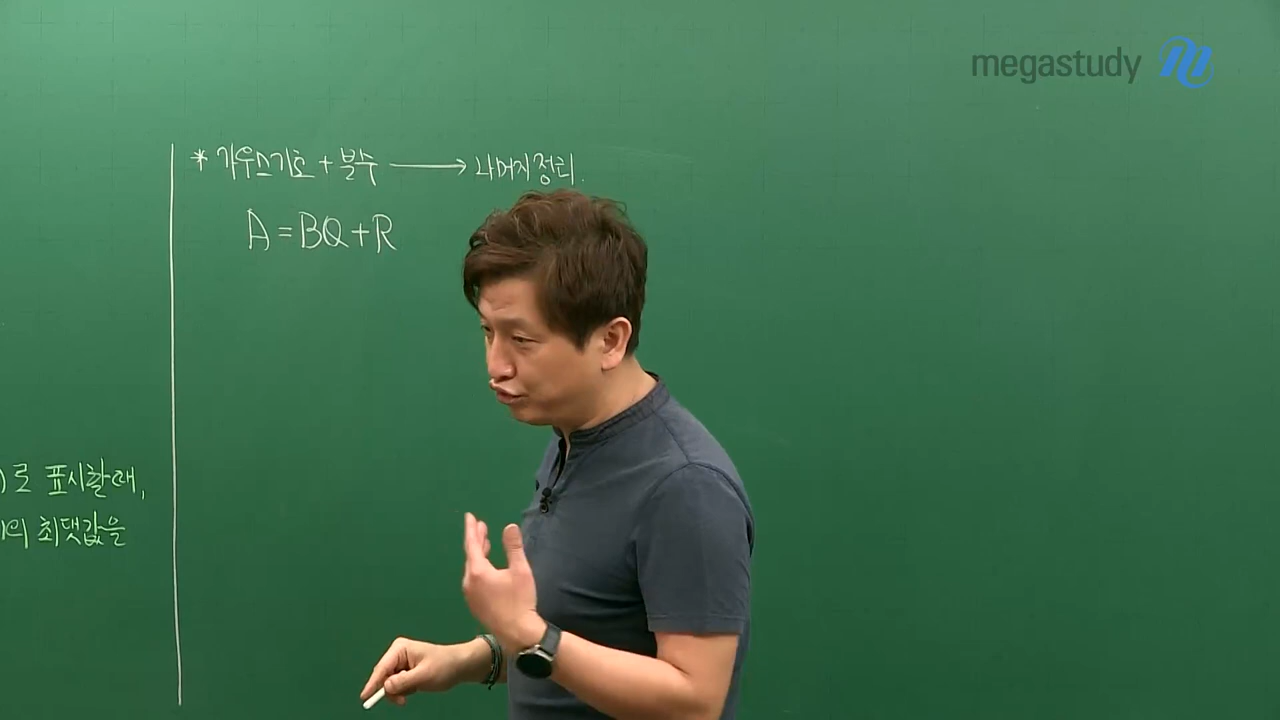 megastudy
* 가우스기호 + 분수 ⟶ 나머지정리.
A = BQ + R
)로 표시할때,
의 최댓값을